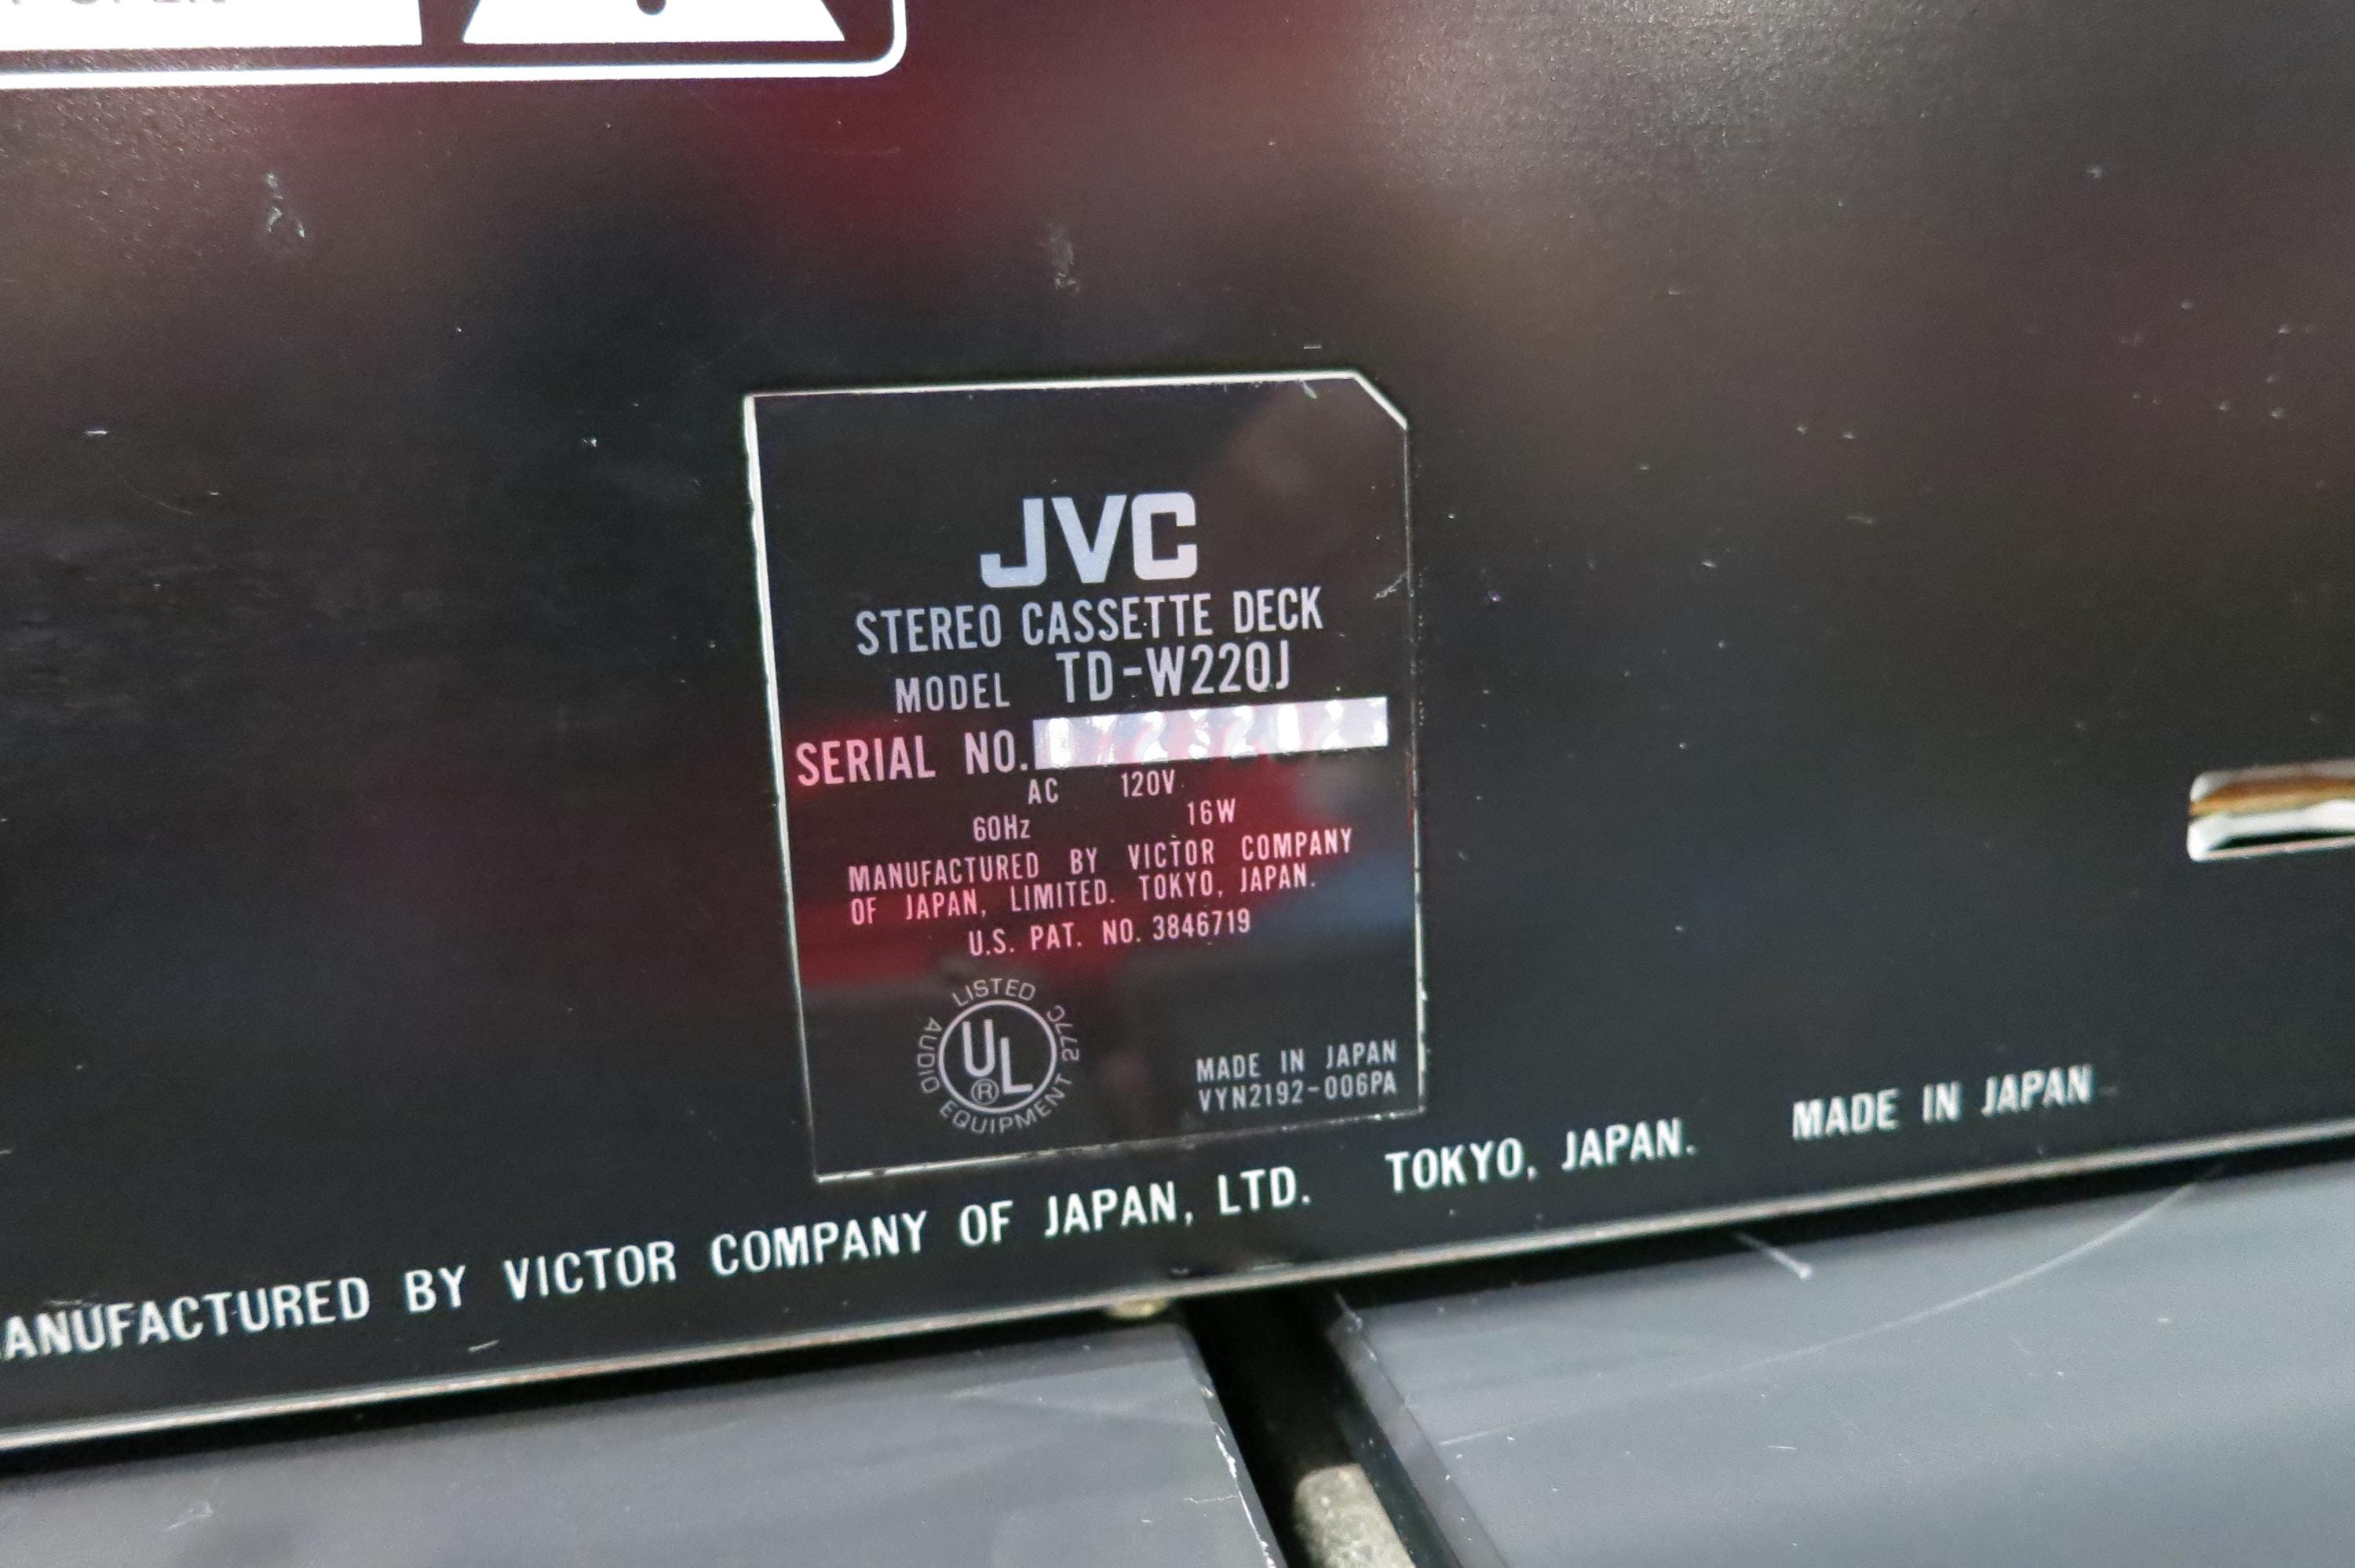 JVC
STEREO CASSETTE DECK
MODEL TD-W220J
SERIAL NO.
AC 120V
60Hz 16W
MANUFACTURED BY VICTOR COMPANY
OF JAPAN, LIMITED. TOKYO, JAPAN.
U.S. PAT. NO. 3846719
LISTED
UL ®
AUDIO EQUIPMENT 277C
MADE IN JAPAN
VYN2192-006PA
MANUFACTURED BY VICTOR COMPANY OF JAPAN, LTD. TOKYO, JAPAN. MADE IN JAPAN